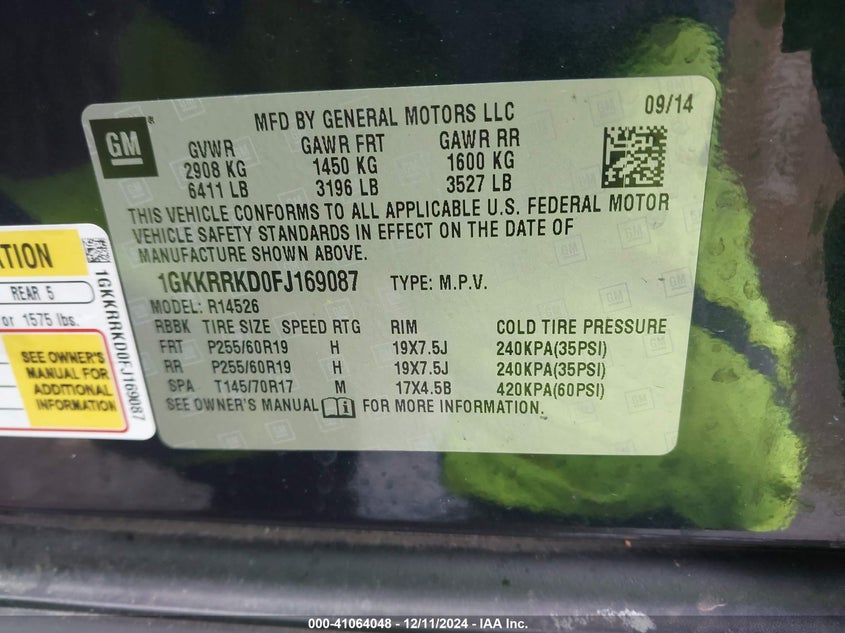 MFD BY GENERAL MOTORS LLC 09/14
GM®
GVWR GAWR FRT GAWR RR
2908 KG 1450 KG 1600 KG
6411 LB 3196 LB 3527 LB
THIS VEHICLE CONFORMS TO ALL APPLICABLE U.S. FEDERAL MOTOR
VEHICLE SAFETY STANDARDS IN EFFECT ON THE DATE OF
MANUFACTURE SHOWN ABOVE.
1GKKRRKD0FJ169087 TYPE: M.P.V.
MODEL: R14526
RBBK TIRE SIZE SPEED RTG RIM COLD TIRE PRESSURE
FRT P255/60R19 H 19X7.5J 240KPA(35PSI)
RR P255/60R19 H 19X7.5J 240KPA(35PSI)
SPA T145/70R17 M 17X4.5B 420KPA(60PSI)
SEE OWNER'S MANUAL FOR MORE INFORMATION.
ATION
REAR 5
or 1575 lbs.
SEE OWNER'S
MANUAL FOR
ADDITIONAL
INFORMATION
1GKKRRKD0FJ169087
000-41064048 - 12/11/2024 - IAA Inc.